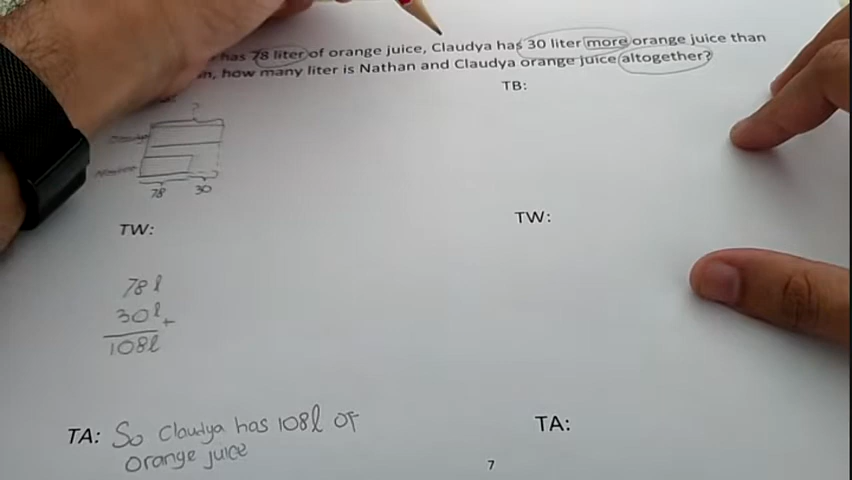 has 78 liter of orange juice, Claudya has 30 liter more orange juice than
how many liter is Nathan and Claudya orange juice altogether?
TB:
?
78 30
TW:
TW:
78 l
30 l +
108 l
TA: So Claudya has 108 l OF
orange juice
TA:
7